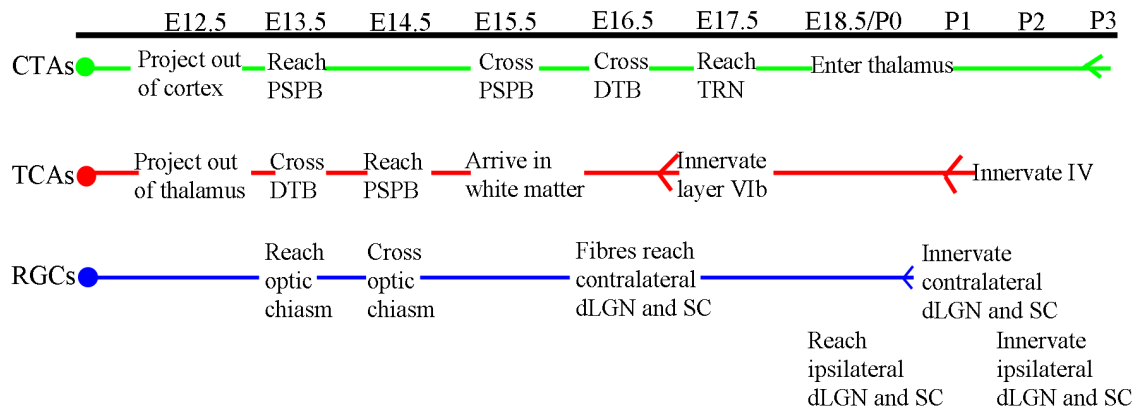 E12.5 E13.5 E14.5 E15.5 E16.5 E17.5 E18.5/P0 P1 P2 P3
CTAs
Project out
of cortex
Reach
PSPB
Cross
PSPB
Cross
DTB
Reach
TRN
Enter thalamus
TCAs
Project out
of thalamus
Cross
DTB
Reach
PSPB
Arrive in
white matter
Innervate
layer VIb
Innervate IV
RGCs
Reach
optic
chiasm
Cross
optic
chiasm
Fibres reach
contralateral
dLGN and SC
Innervate
contralateral
dLGN and SC
Reach
ipsilateral
dLGN and SC
Innervate
ipsilateral
dLGN and SC